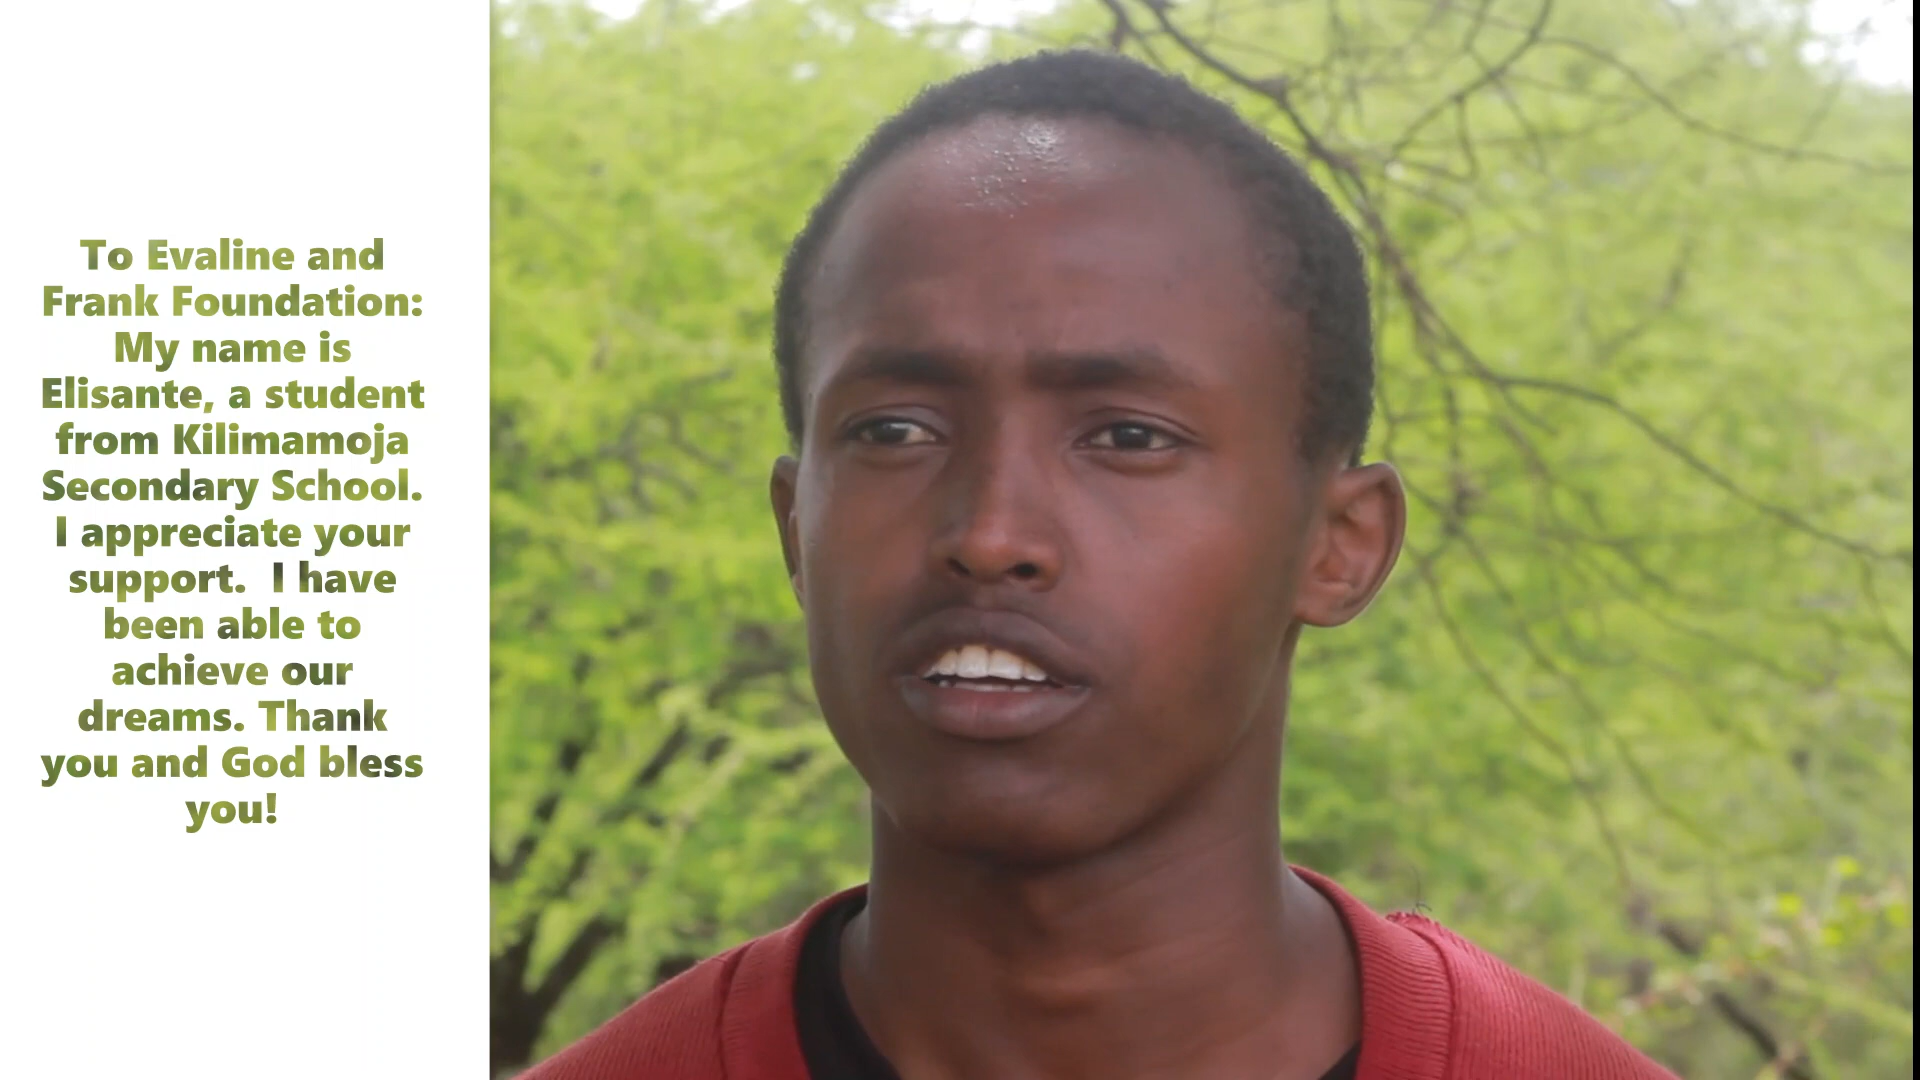 To Evaline and
Frank Foundation:
My name is
Elisante, a student
from Kilimamoja
Secondary School.
I appreciate your
support.  I have
been able to
achieve our
dreams. Thank
you and God bless
you!